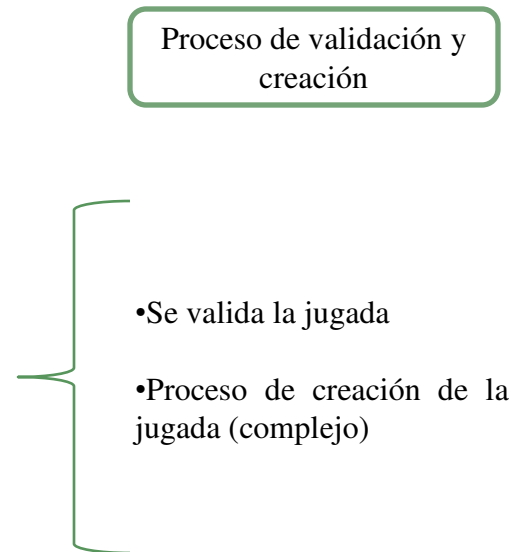 Proceso de validación y
creación
•Se valida la jugada
•Proceso de creación de la
jugada (complejo)